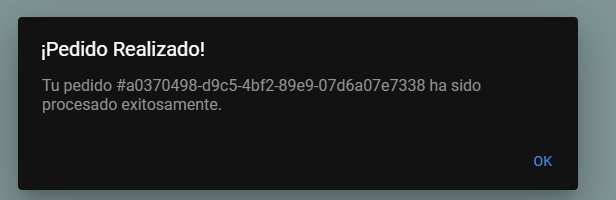 ¡Pedido Realizado!
Tu pedido #a0370498-d9c5-4bf2-89e9-07d6a07e7338 ha sido
procesado exitosamente.
OK